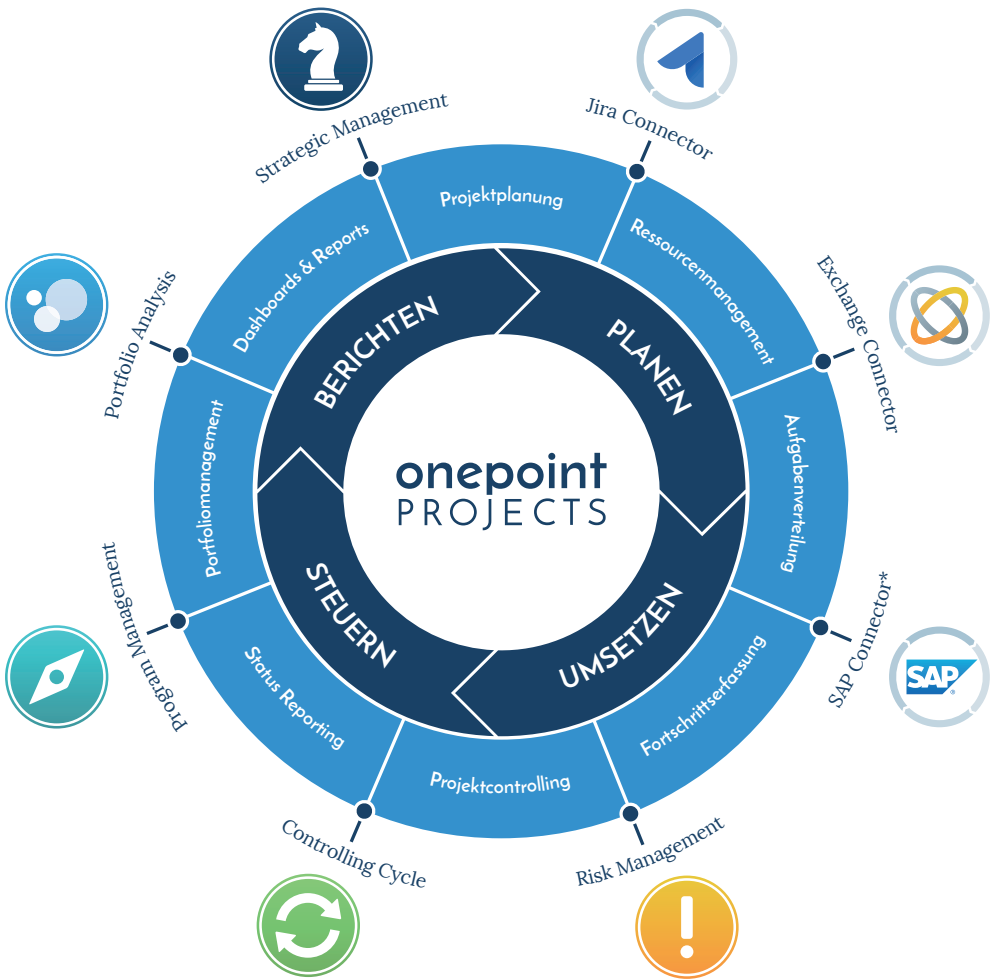 Strategic Management
Jira Connector
Exchange Connector
SAP Connector*
Risk Management
Controlling Cycle
Program Management
Portfolio Analysis
Projektplanung
Ressourcenmanagement
Aufgabenverteilung
Fortschrittserfassung
Projektcontrolling
Status Reporting
Portfoliomanagement
Dashboards & Reports
PLANEN
UMSETZEN
STEUERN
BERICHTEN
onepoint
PROJECTS
SAP®